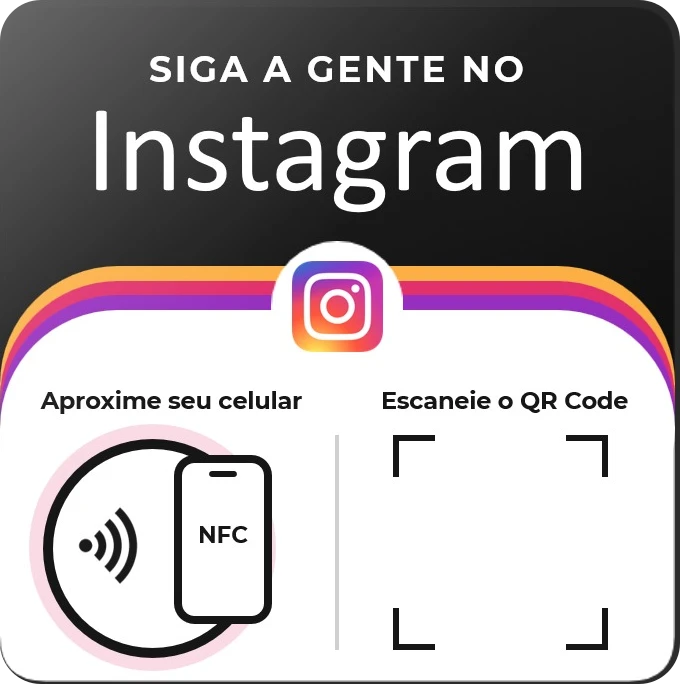 SIGA A GENTE NO
Instagram
Aproxime seu celular
Escaneie o QR Code
NFC